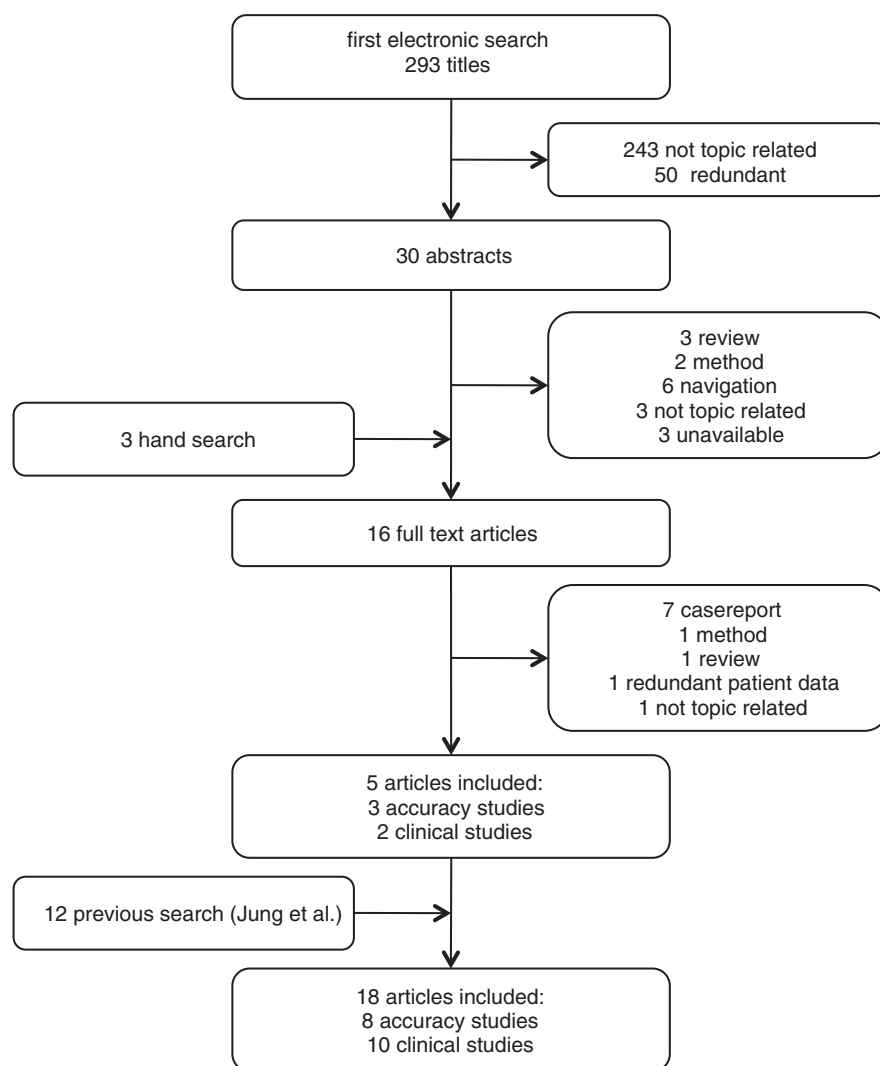 first electronic search
293 titles
243 not topic related
50 redundant
30 abstracts
3 review
2 method
6 navigation
3 not topic related
3 unavailable
3 hand search
16 full text articles
7 casereport
1 method
1 review
1 redundant patient data
1 not topic related
5 articles included:
3 accuracy studies
2 clinical studies
12 previous search (Jung et al.)
18 articles included:
8 accuracy studies
10 clinical studies